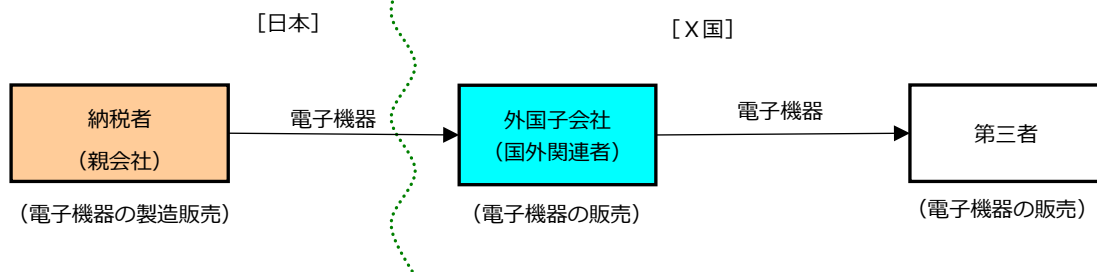 ［日本］
［Ｘ国］
納税者
（親会社）
電子機器
外国子会社
（国外関連者）
電子機器
第三者
（電子機器の製造販売）
（電子機器の販売）
（電子機器の販売）